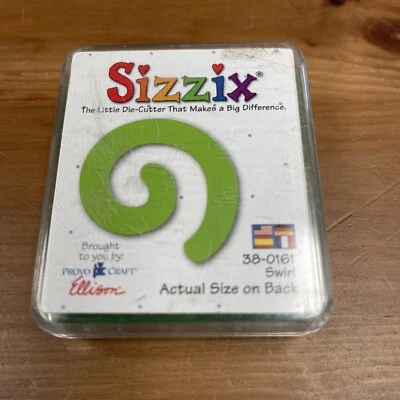 Sizzix®
The Little Die-Cutter That Makes a Big Difference.
Brought
to you by:
PROVO CRAFT®
Ellison®
38-0161
Swirl
Actual Size on Back